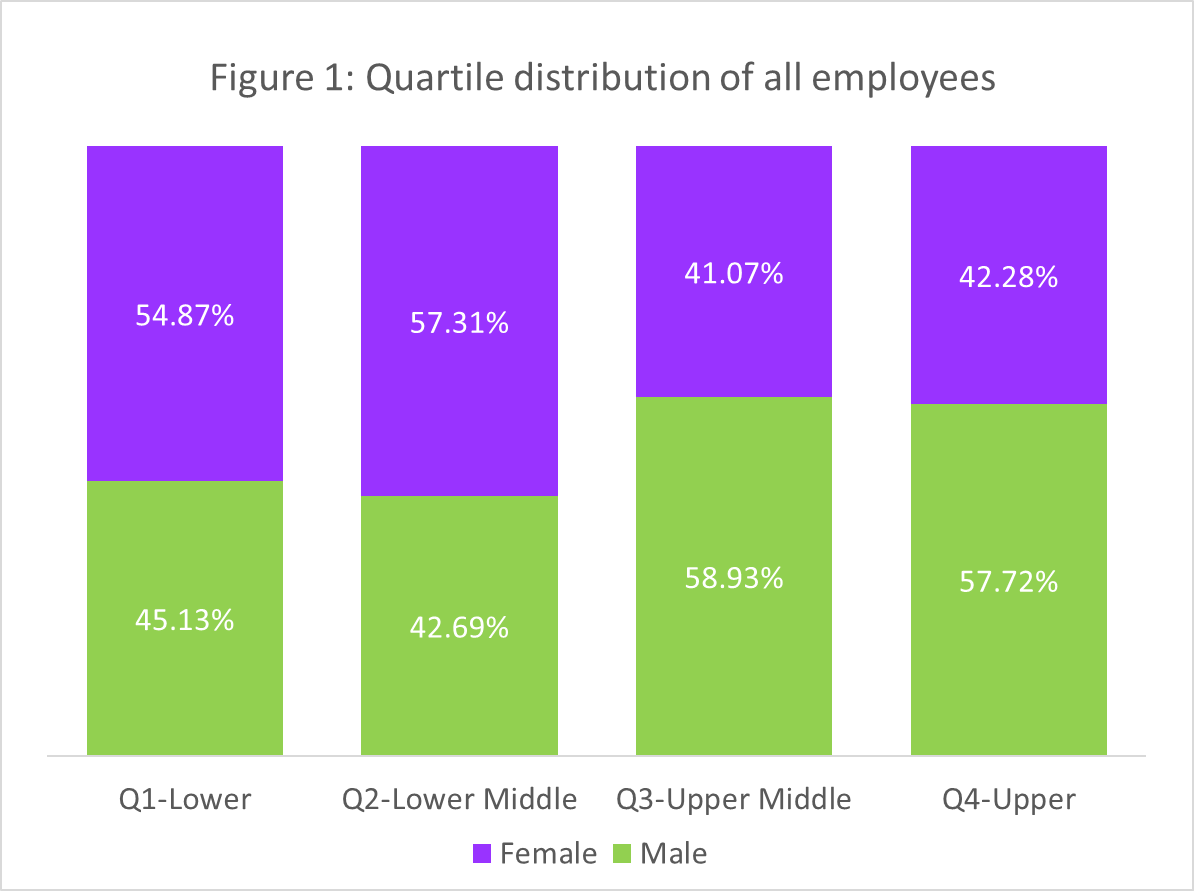 Figure 1: Quartile distribution of all employees
54.87%
57.31%
41.07%
42.28%
45.13%
42.69%
58.93%
57.72%
Q1-Lower
Q2-Lower Middle
Q3-Upper Middle
Q4-Upper
Female
Male